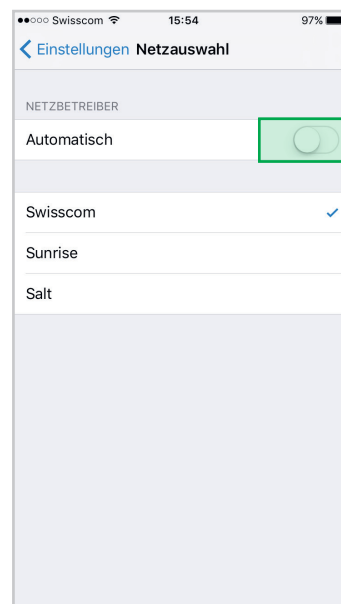 Swisscom 15:54 97%
Einstellungen Netzauswahl
NETZBETREIBER
Automatisch
Swisscom
Sunrise
Salt